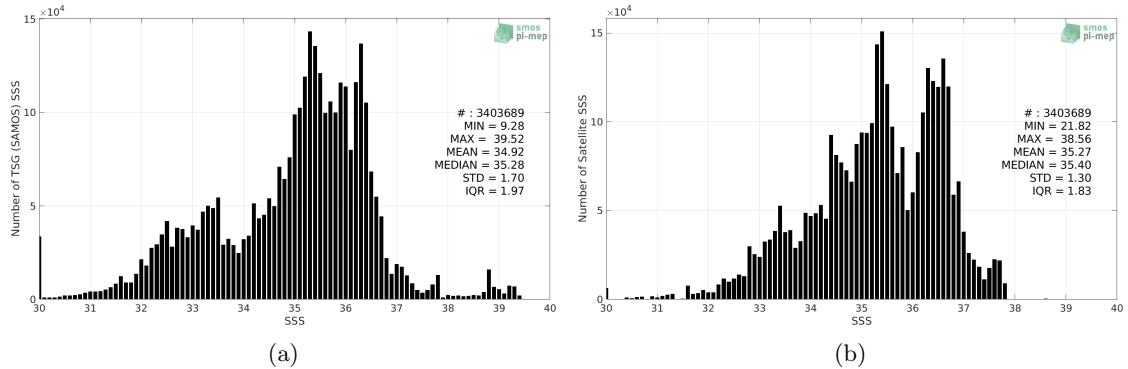 ×10⁴
smos
pi-mep
15
10
5
0
Number of TSG (SAMOS) SSS
# : 3403689
MIN = 9.28
MAX = 39.52
MEAN = 34.92
MEDIAN = 35.28
STD = 1.70
IQR = 1.97
30 31 32 33 34 35 36 37 38 39 40
SSS
(a)
×10⁴
smos
pi-mep
15
10
5
0
Number of Satellite SSS
# : 3403689
MIN = 21.82
MAX = 38.56
MEAN = 35.27
MEDIAN = 35.40
STD = 1.30
IQR = 1.83
30 31 32 33 34 35 36 37 38 39 40
SSS
(b)